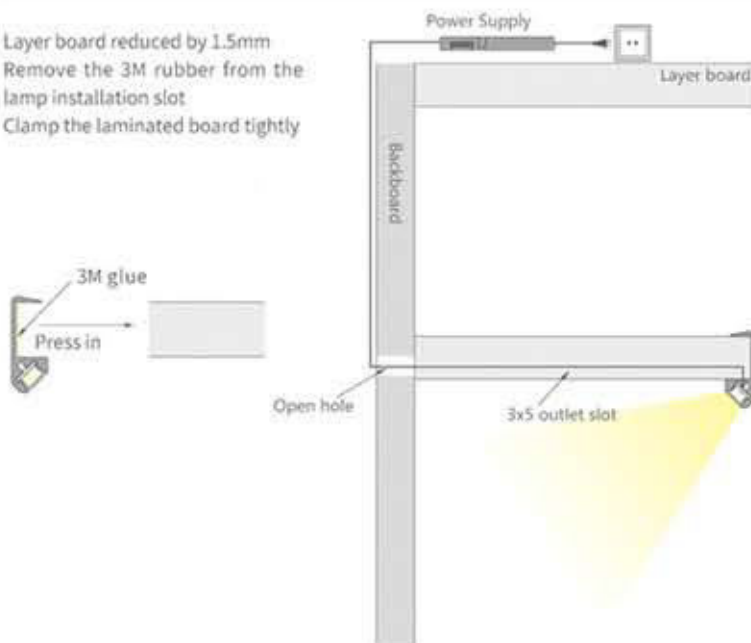 Power Supply
Layer board reduced by 1.5mm
Remove the 3M rubber from the
lamp installation slot
Clamp the laminated board tightly
Layer board
Backboard
3M glue
Press in
Open hole
3x5 outlet slot